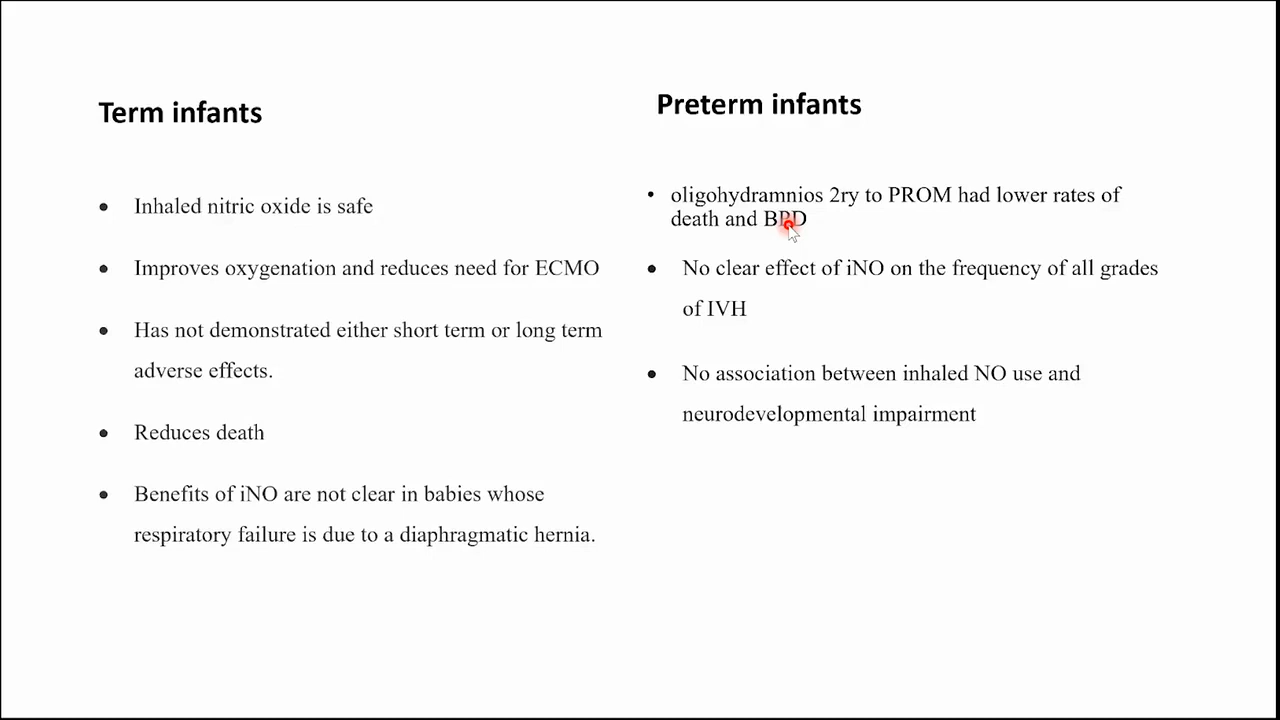 Term infants
• Inhaled nitric oxide is safe
• Improves oxygenation and reduces need for ECMO
• Has not demonstrated either short term or long term
adverse effects.
• Reduces death
• Benefits of iNO are not clear in babies whose
respiratory failure is due to a diaphragmatic hernia.
Preterm infants
• oligohydramnios 2ry to PROM had lower rates of
death and BPD
• No clear effect of iNO on the frequency of all grades
of IVH
• No association between inhaled NO use and
neurodevelopmental impairment